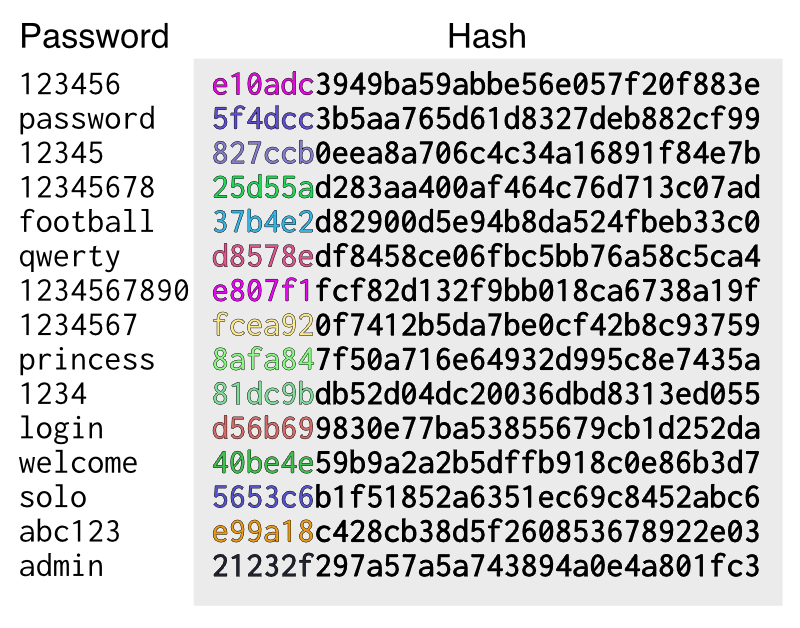 Password Hash
123456 e10adc3949ba59abbe56e057f20f883e
password 5f4dcc3b5aa765d61d8327deb882cf99
12345 827ccb0eea8a706c4c34a16891f84e7b
12345678 25d55ad283aa400af464c76d713c07ad
football 37b4e2d82900d5e94b8da524fbeb33c0
qwerty d8578edf8458ce06fbc5bb76a58c5ca4
1234567890 e807f1fcf82d132f9bb018ca6738a19f
1234567 fcea920f7412b5da7be0cf42b8c93759
princess 8afa847f50a716e64932d995c8e7435a
1234 81dc9bdb52d04dc20036dbd8313ed055
login d56b699830e77ba53855679cb1d252da
welcome 40be4e59b9a2a2b5dffb918c0e86b3d7
solo 5653c6b1f51852a6351ec69c8452abc6
abc123 e99a18c428cb38d5f260853678922e03
admin 21232f297a57a5a743894a0e4a801fc3